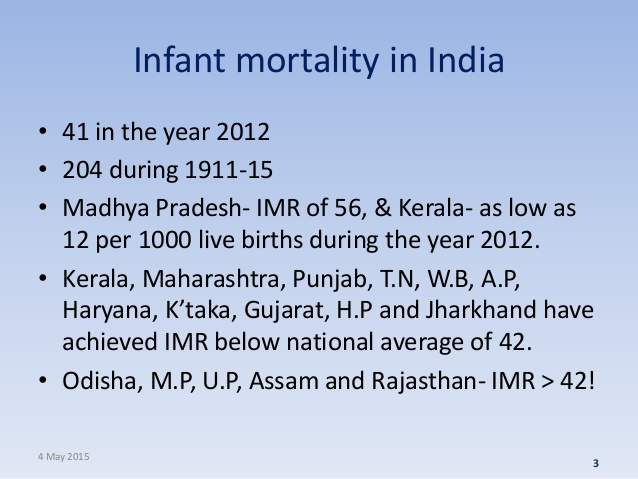 Infant mortality in India
• 41 in the year 2012
• 204 during 1911-15
• Madhya Pradesh- IMR of 56, & Kerala- as low as
12 per 1000 live births during the year 2012.
• Kerala, Maharashtra, Punjab, T.N, W.B, A.P,
Haryana, K’taka, Gujarat, H.P and Jharkhand have
achieved IMR below national average of 42.
• Odisha, M.P, U.P, Assam and Rajasthan- IMR > 42!
4 May 2015
3